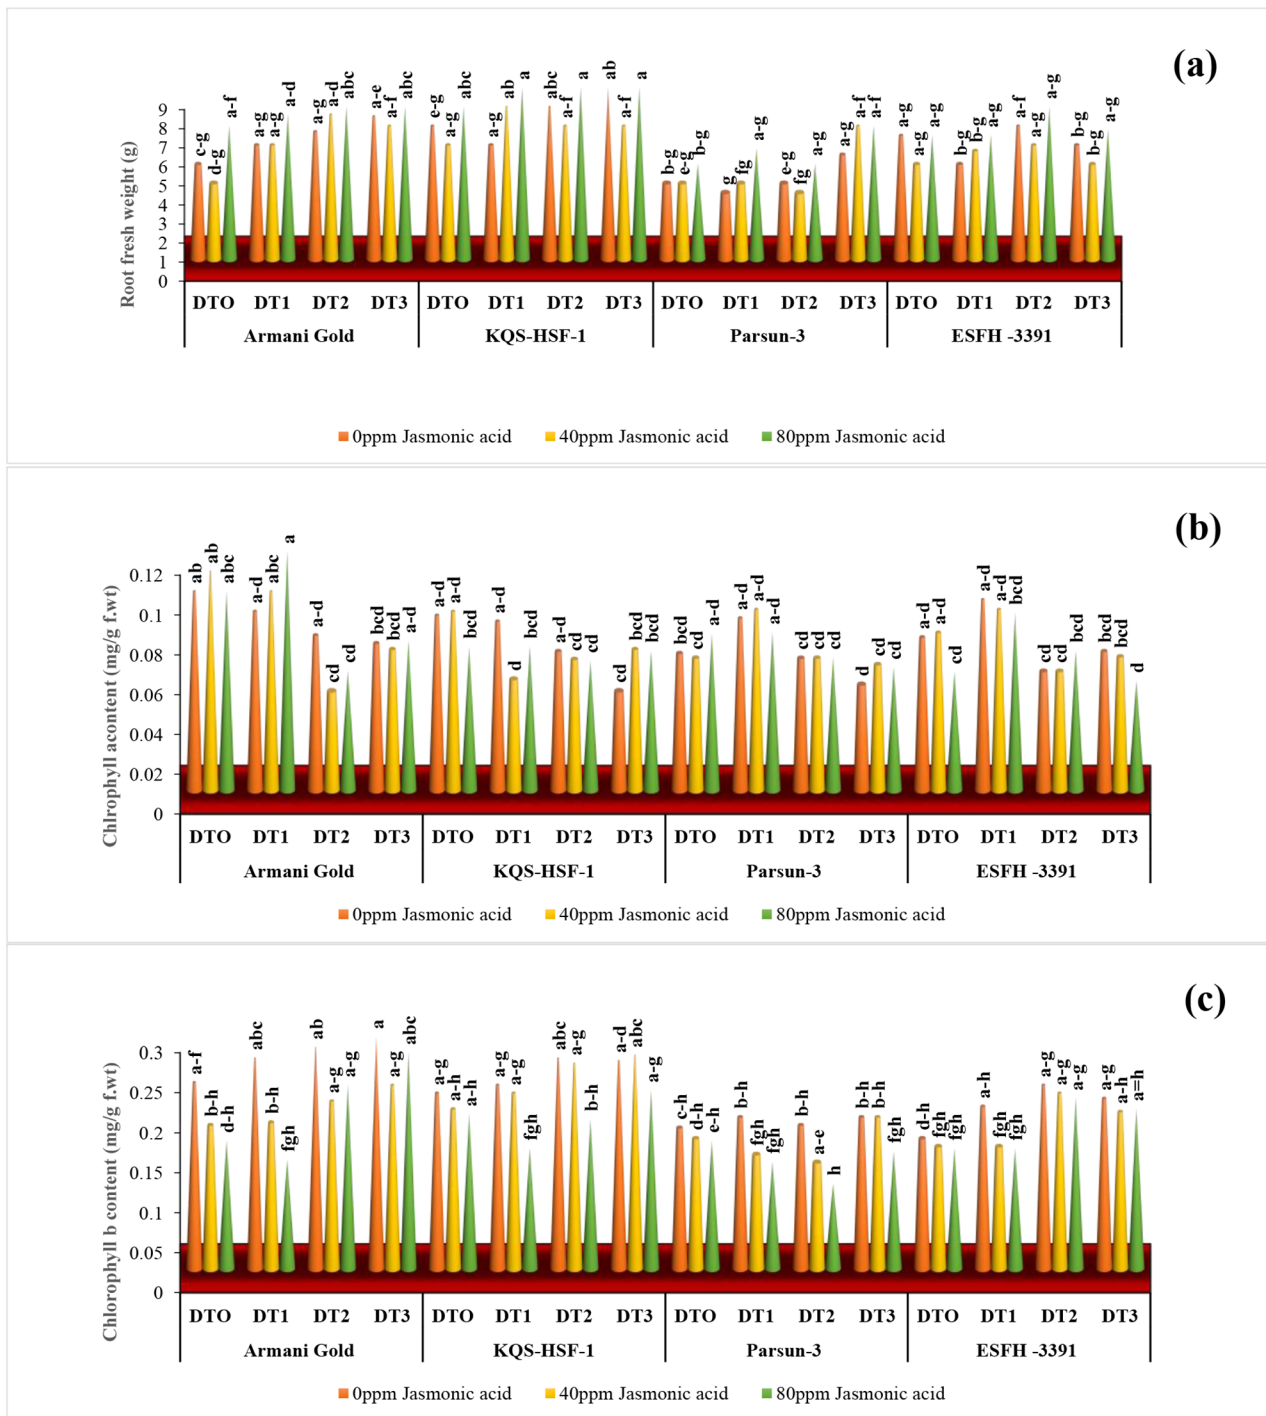 (a)
c-g d-g a-f a-g a-g a-d a-g a-d abc a-e a-f abc e-g a-g abc a-g ab a abc a-f a ab a-f a b-g e-g b-g g fg a-g e-g fg a-g a-g a-f a-f a-g a-g a-g b-g b-g a-g a-f a-g a-g b-g b-g a-g
Root fresh weight (g)
9
8
7
6
5
4
3
2
1
0
DTO DT1 DT2 DT3 DTO DT1 DT2 DT3 DTO DT1 DT2 DT3 DTO DT1 DT2 DT3
Armani Gold KQS-HSF-1 Parsun-3 ESFH -3391
0ppm Jasmonic acid 40ppm Jasmonic acid 80ppm Jasmonic acid
(b)
ab ab abc a-d abc a a-d cd cd bcd bcd a-d a-d a-d bcd a-d d bcd a-d cd cd cd bcd bcd bcd cd a-d a-d a-d a-d cd cd cd d cd cd a-d a-d cd a-d a-d bcd cd cd bcd bcd bcd d
Chlrophyll acontent (mg/g f.wt)
0.12
0.1
0.08
0.06
0.04
0.02
0
DTO DT1 DT2 DT3 DTO DT1 DT2 DT3 DTO DT1 DT2 DT3 DTO DT1 DT2 DT3
Armani Gold KQS-HSF-1 Parsun-3 ESFH -3391
0ppm Jasmonic acid 40ppm Jasmonic acid 80ppm Jasmonic acid
(c)
a-f b-h d-h abc b-h fgh ab a-g a-g a a-g abc a-g a-h a-h a-g a-g fgh abc a-g b-h a-d abc a-g c-h d-h e-h b-h fgh fgh b-h a-e h b-h b-h fgh d-h fgh fgh a-h fgh fgh a-g a-g a-g a-g a-h a=h
Chlorophyll b content (mg/g f.wt)
0.3
0.25
0.2
0.15
0.1
0.05
0
DTO DT1 DT2 DT3 DTO DT1 DT2 DT3 DTO DT1 DT2 DT3 DTO DT1 DT2 DT3
Armani Gold KQS-HSF-1 Parsun-3 ESFH -3391
0ppm Jasmonic acid 40ppm Jasmonic acid 80ppm Jasmonic acid